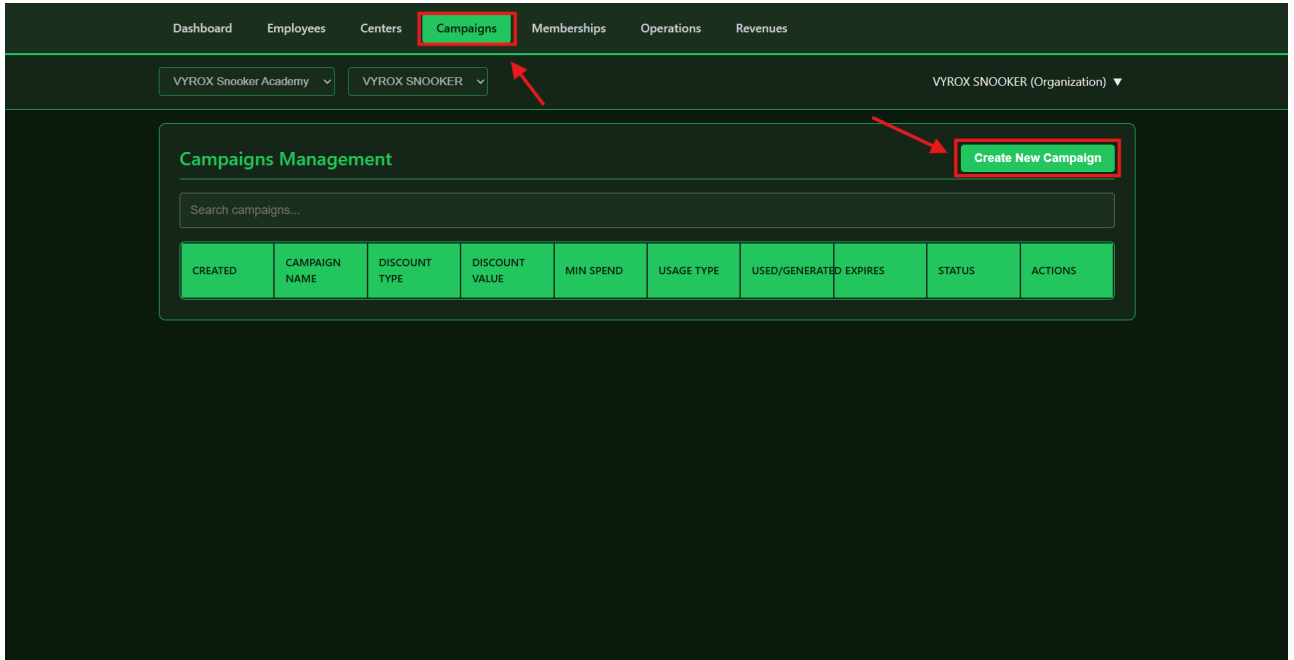 Dashboard Employees Centers Campaigns Memberships Operations Revenues
VYROX Snooker Academy VYROX SNOOKER VYROX SNOOKER (Organization) ▼
Campaigns Management Create New Campaign
Search campaigns...
CREATED CAMPAIGN NAME DISCOUNT TYPE DISCOUNT VALUE MIN SPEND USAGE TYPE USED/GENERATED EXPIRES STATUS ACTIONS